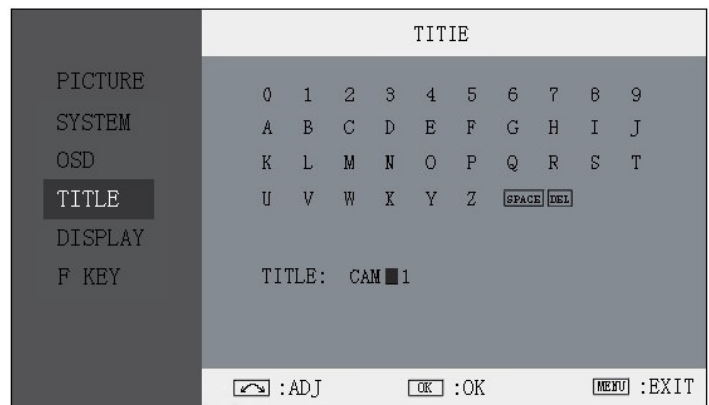 TITIE
PICTURE
SYSTEM
OSD
TITLE
DISPLAY
F KEY
0 1 2 3 4 5 6 7 8 9
A B C D E F G H I J
K L M N O P Q R S T
U V W K Y Z SPACE DEL
TITLE: CAM 1
:ADJ OK :OK MENU :EXIT